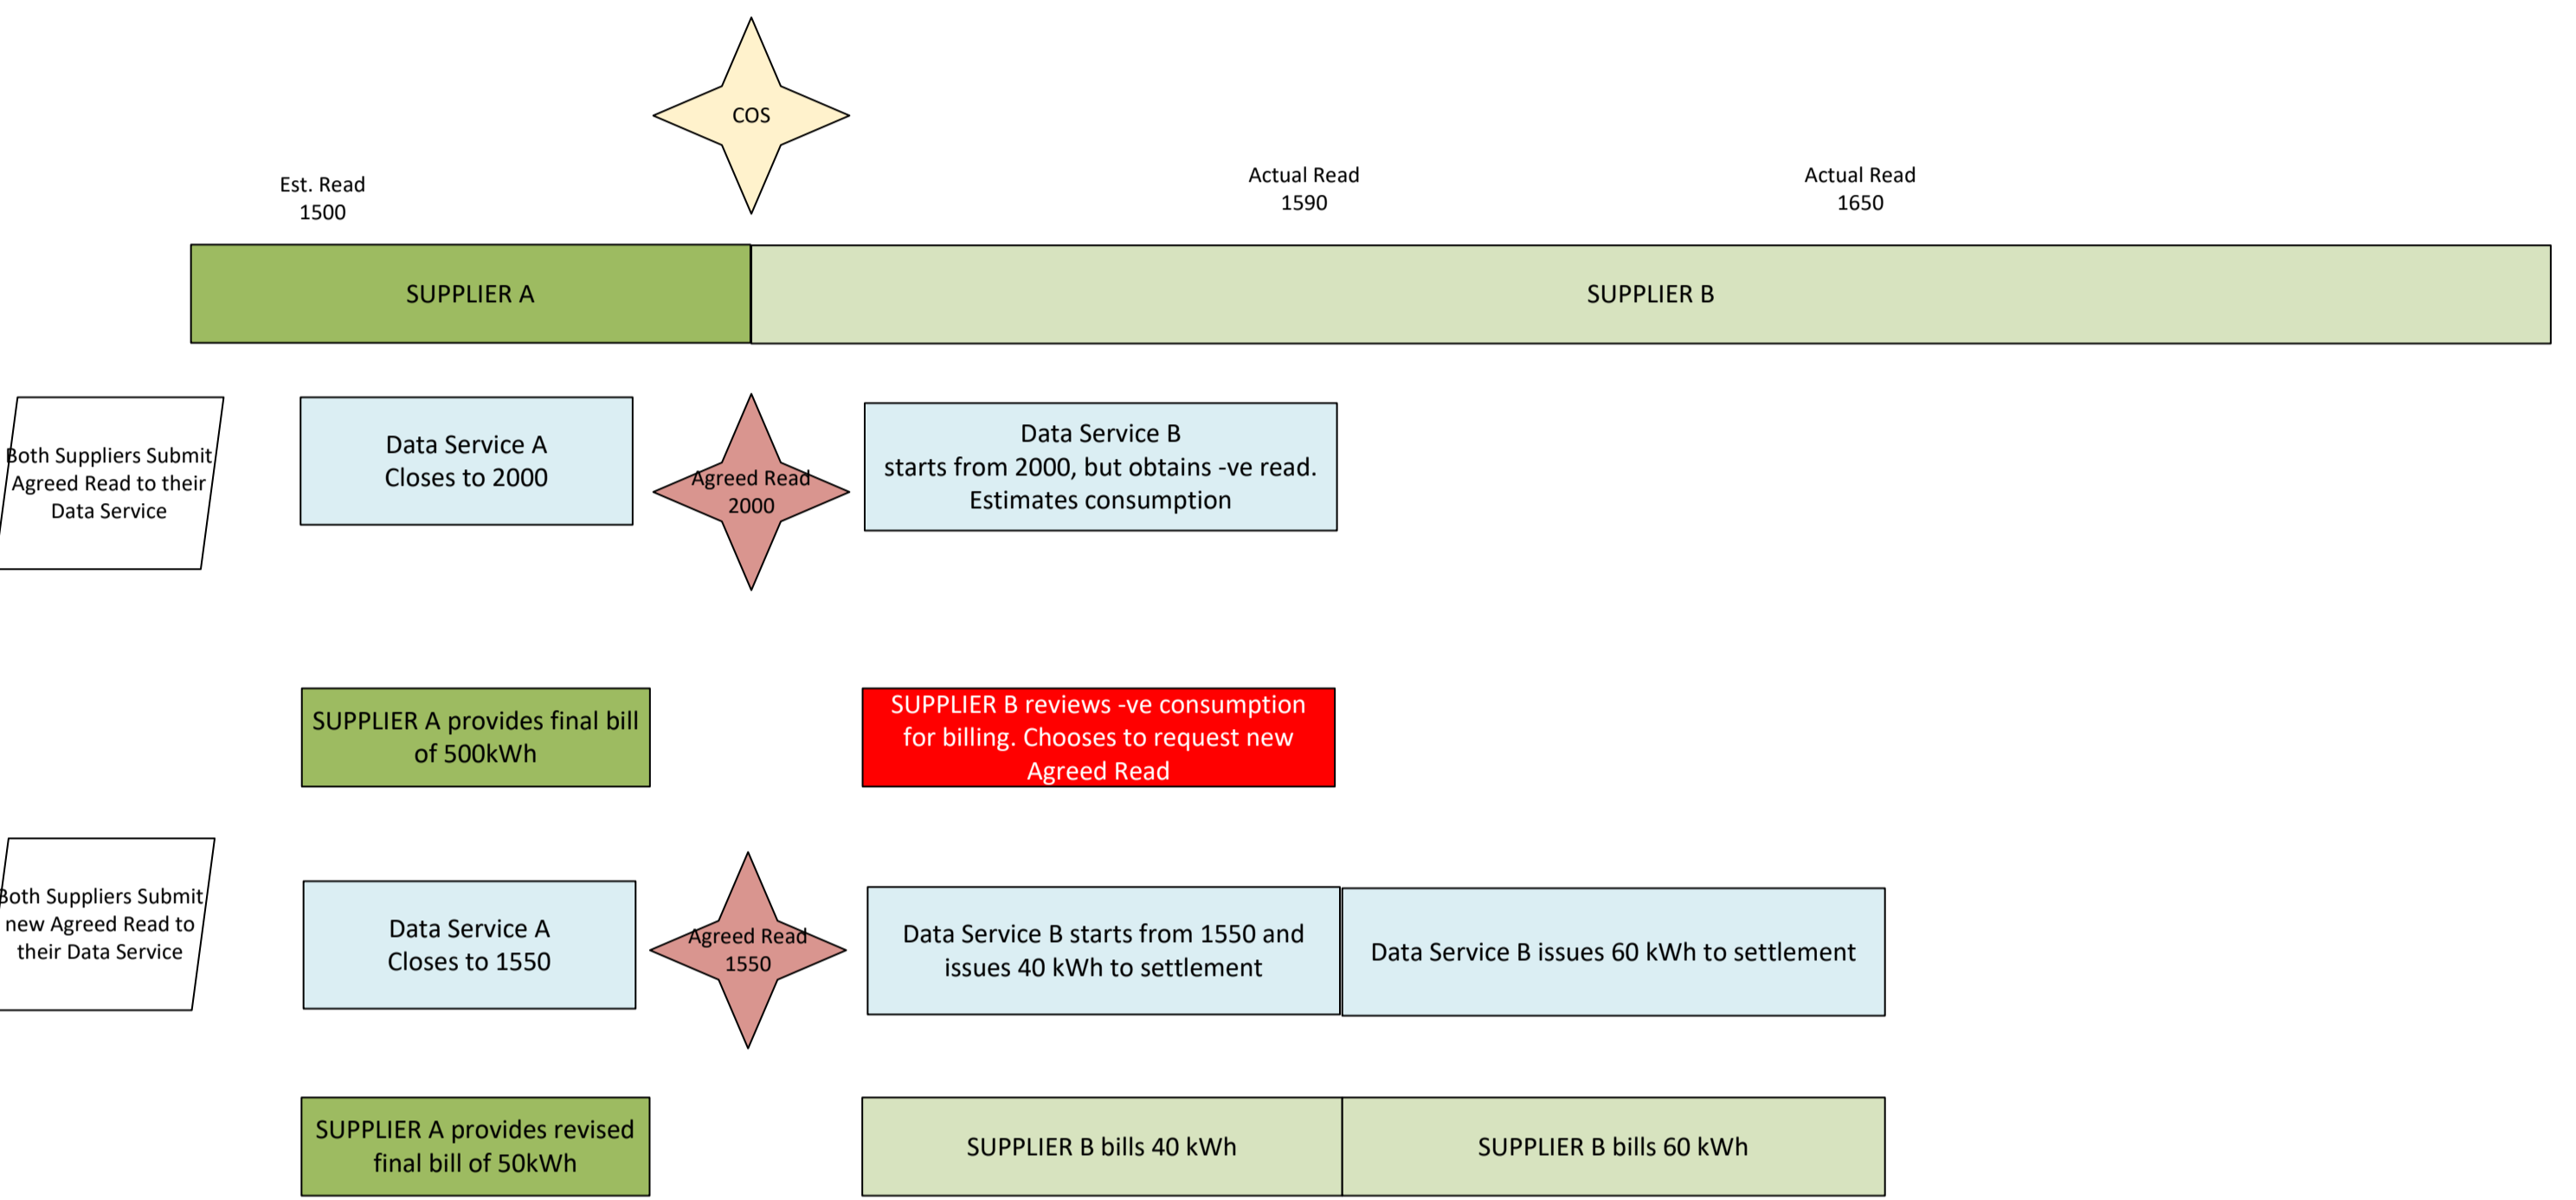 COS
Est. Read
1500
Actual Read
1590
Actual Read
1650
SUPPLIER A
SUPPLIER B
Both Suppliers Submit
Agreed Read to their
Data Service
Data Service A
Closes to 2000
Agreed Read
2000
Data Service B
starts from 2000, but obtains -ve read.
Estimates consumption
SUPPLIER A provides final bill
of 500kWh
SUPPLIER B reviews -ve consumption
for billing. Chooses to request new
Agreed Read
Both Suppliers Submit
new Agreed Read to
their Data Service
Data Service A
Closes to 1550
Agreed Read
1550
Data Service B starts from 1550 and
issues 40 kWh to settlement
Data Service B issues 60 kWh to settlement
SUPPLIER A provides revised
final bill of 50kWh
SUPPLIER B bills 40 kWh
SUPPLIER B bills 60 kWh